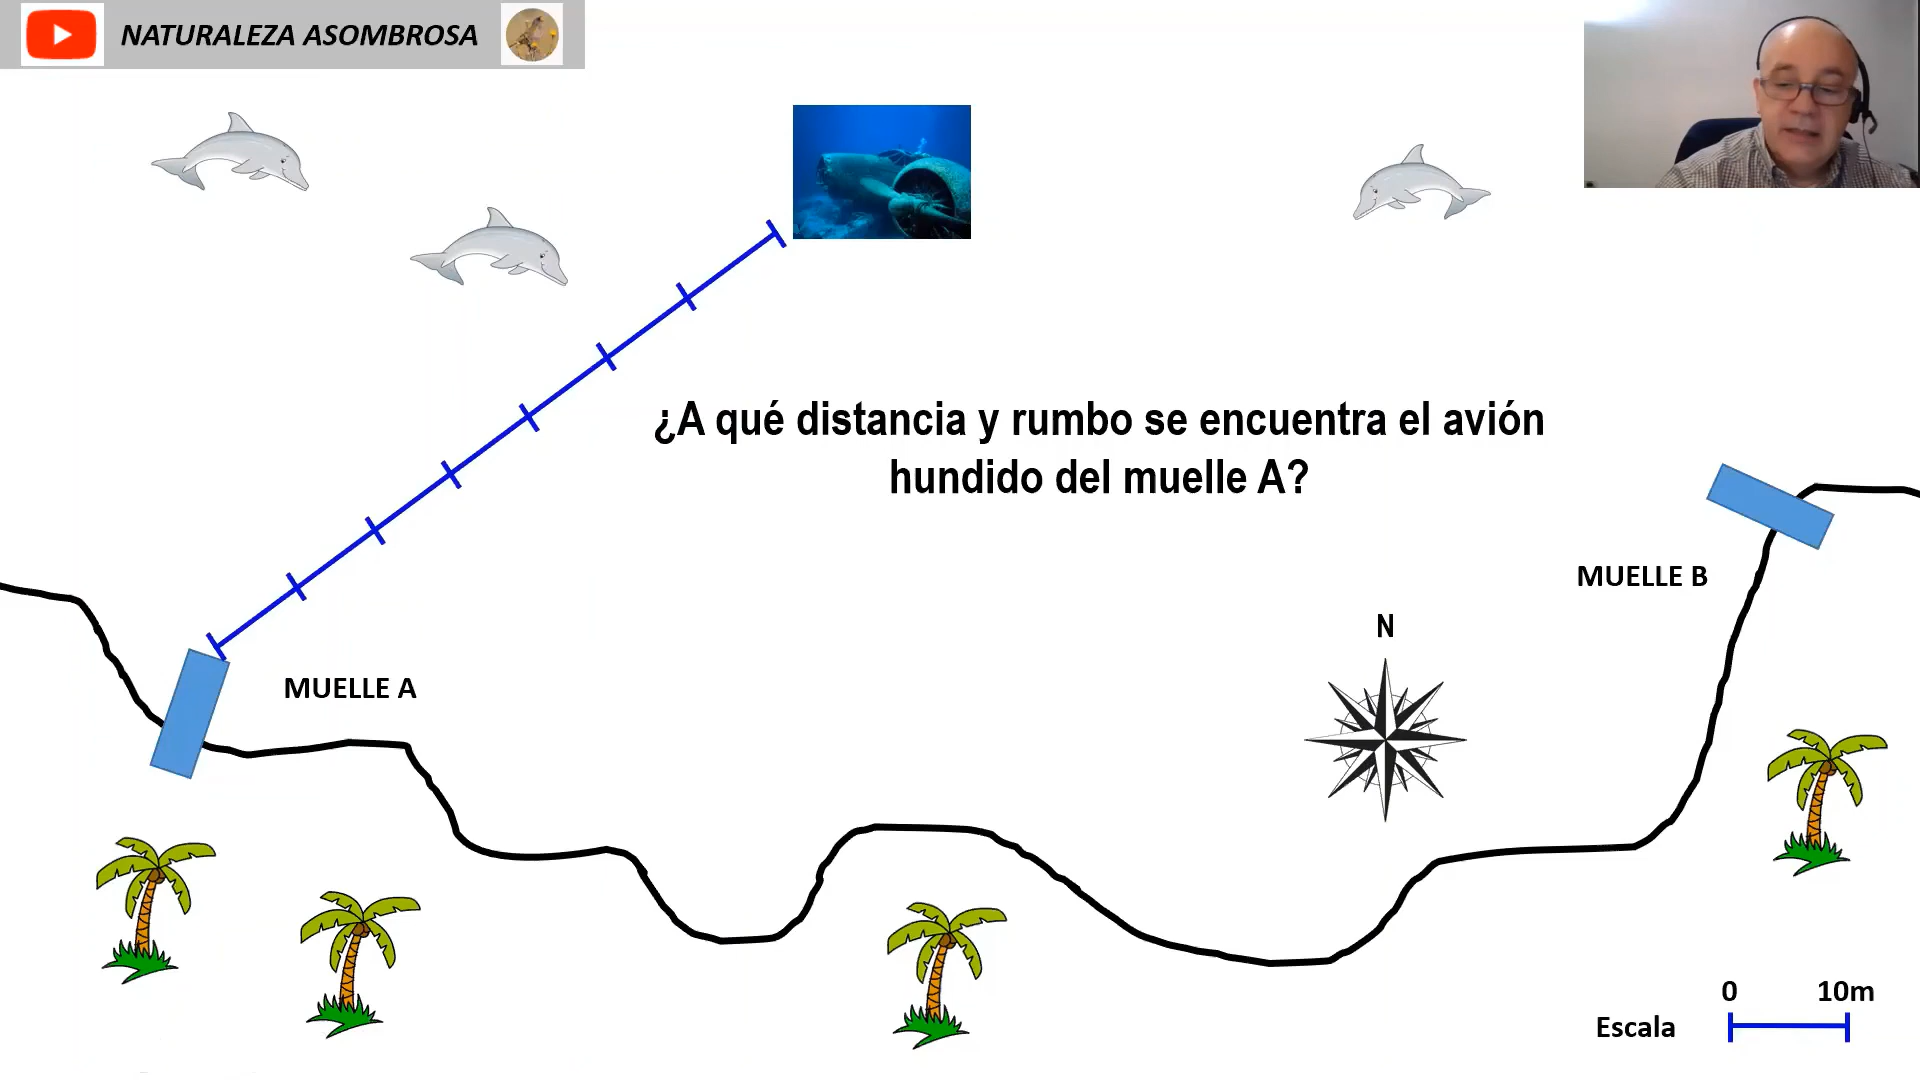 NATURALEZA ASOMBROSA
¿A qué distancia y rumbo se encuentra el avión
hundido del muelle A?
MUELLE B
N
MUELLE A
0 10m
Escala